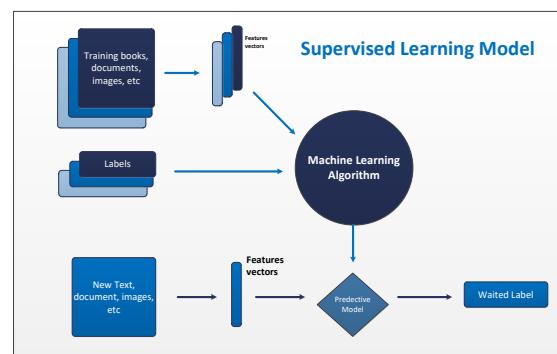 Supervised Learning Model
Training books,
documents,
images, etc
Features
vectors
Labels
Machine Learning
Algorithm
New Text,
document, images,
etc
Features
vectors
Predective
Model
Waited Label